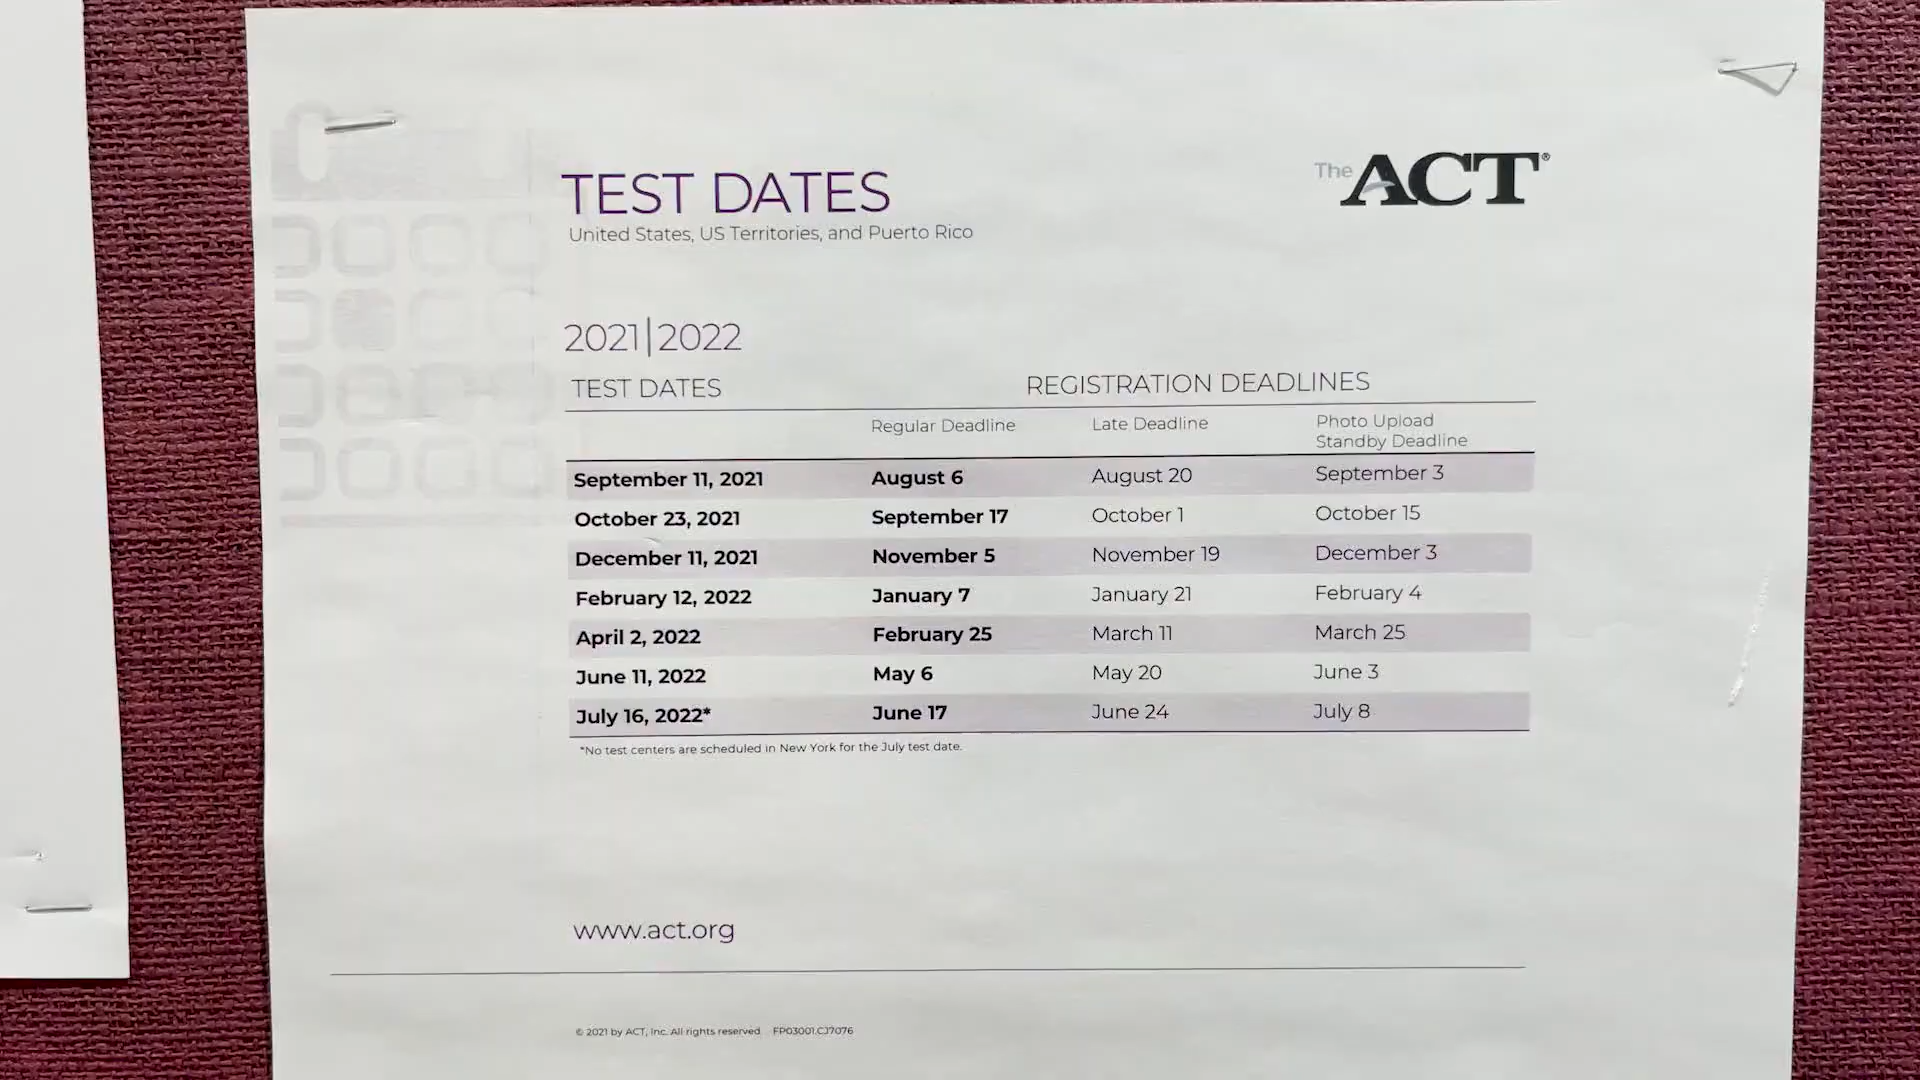 The ACT®
TEST DATES
United States, US Territories, and Puerto Rico
2021|2022
TEST DATES REGISTRATION DEADLINES
Regular Deadline Late Deadline Photo Upload
Standby Deadline
September 11, 2021 August 6 August 20 September 3
October 23, 2021 September 17 October 1 October 15
December 11, 2021 November 5 November 19 December 3
February 12, 2022 January 7 January 21 February 4
April 2, 2022 February 25 March 11 March 25
June 11, 2022 May 6 May 20 June 3
July 16, 2022* June 17 June 24 July 8
*No test centers are scheduled in New York for the July test date.
www.act.org
© 2021 by ACT, Inc. All rights reserved. FP03001.CJ7076